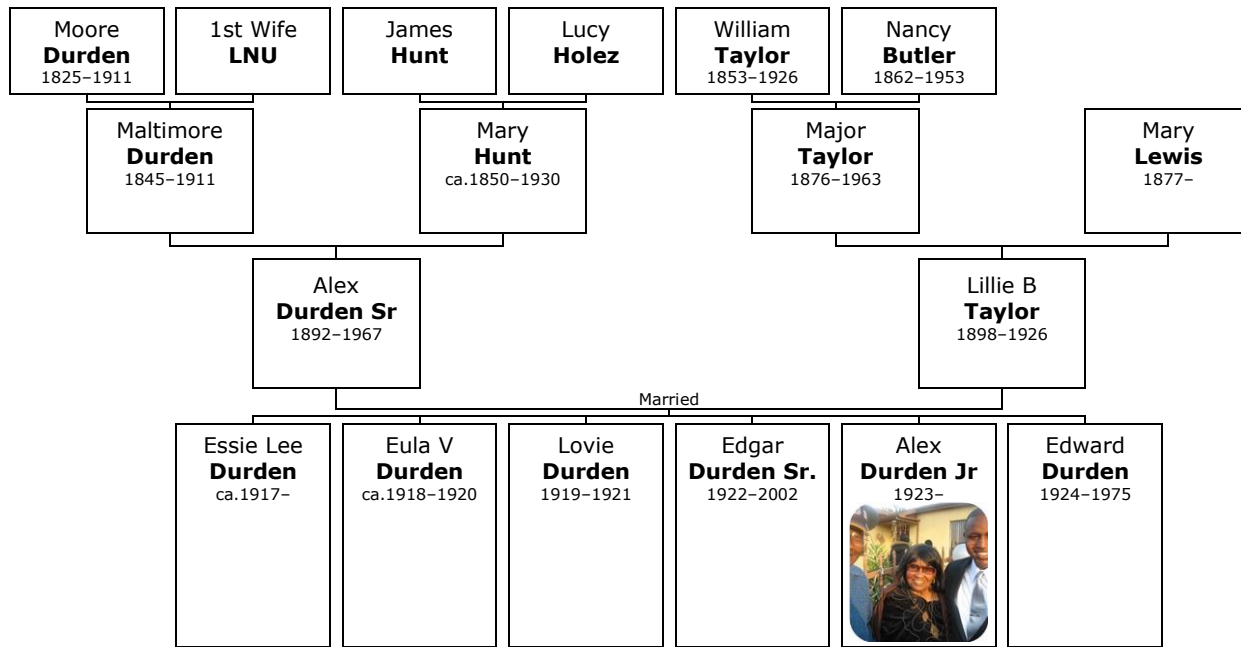 Moore
Durden
1825–1911
1st Wife
LNU
James
Hunt
Lucy
Holez
William
Taylor
1853–1926
Nancy
Butler
1862–1953
Maltimore
Durden
1845–1911
Mary
Hunt
ca.1850–1930
Major
Taylor
1876–1963
Mary
Lewis
1877–
Alex
Durden Sr
1892–1967
Lillie B
Taylor
1898–1926
Married
Essie Lee
Durden
ca.1917–
Eula V
Durden
ca.1918–1920
Lovie
Durden
1919–1921
Edgar
Durden Sr.
1922–2002
Alex
Durden Jr
1923–
Edward
Durden
1924–1975